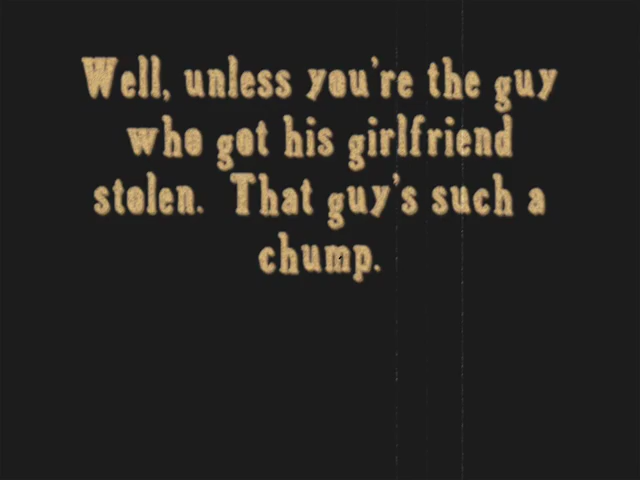 Well, unless you're the guy
who got his girlfriend
stolen.  That guy's such a
chump.